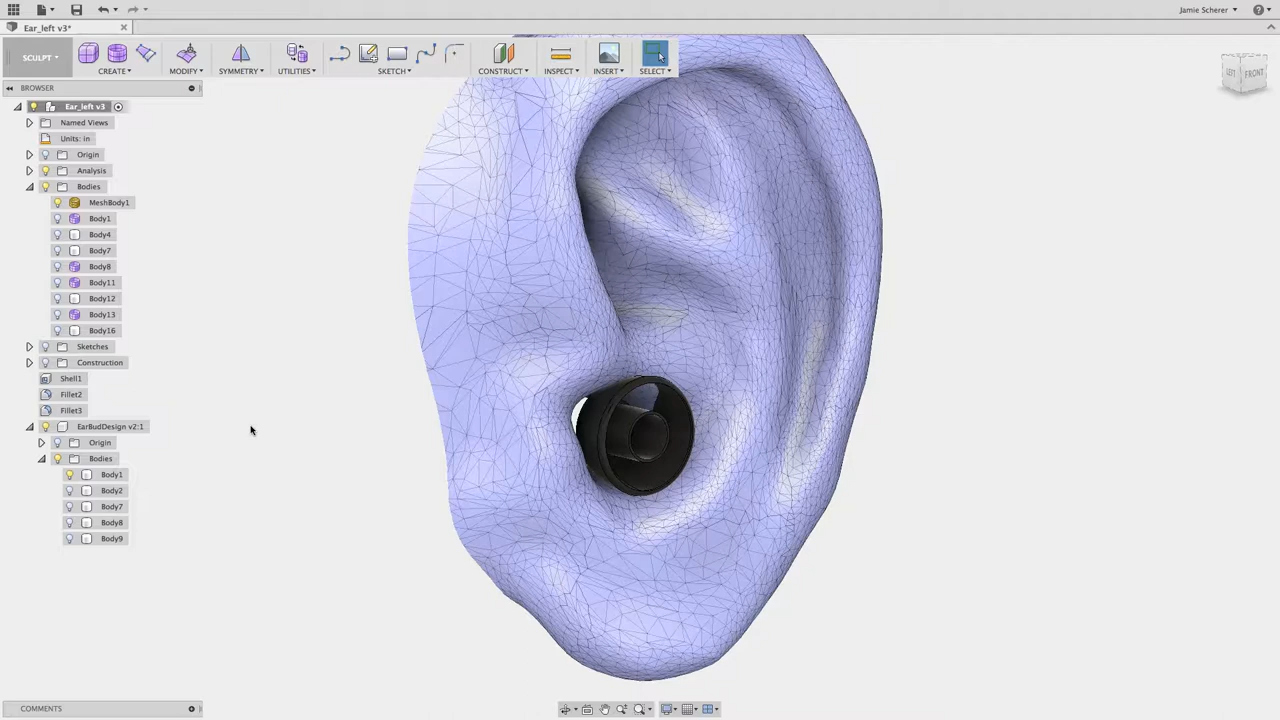 Jamie Scherer
Ear_left v3*
SCULPT
CREATE
MODIFY
SYMMETRY
UTILITIES
SKETCH
CONSTRUCT
INSPECT
INSERT
SELECT
LEFT
FRONT
BROWSER
Ear_left v3
Named Views
Units: in
Origin
Analysis
Bodies
MeshBody1
Body1
Body4
Body7
Body8
Body11
Body12
Body13
Body16
Sketches
Construction
Shell1
Fillet2
Fillet3
EarBudDesign v2:1
Origin
Bodies
Body1
Body2
Body7
Body8
Body9
COMMENTS